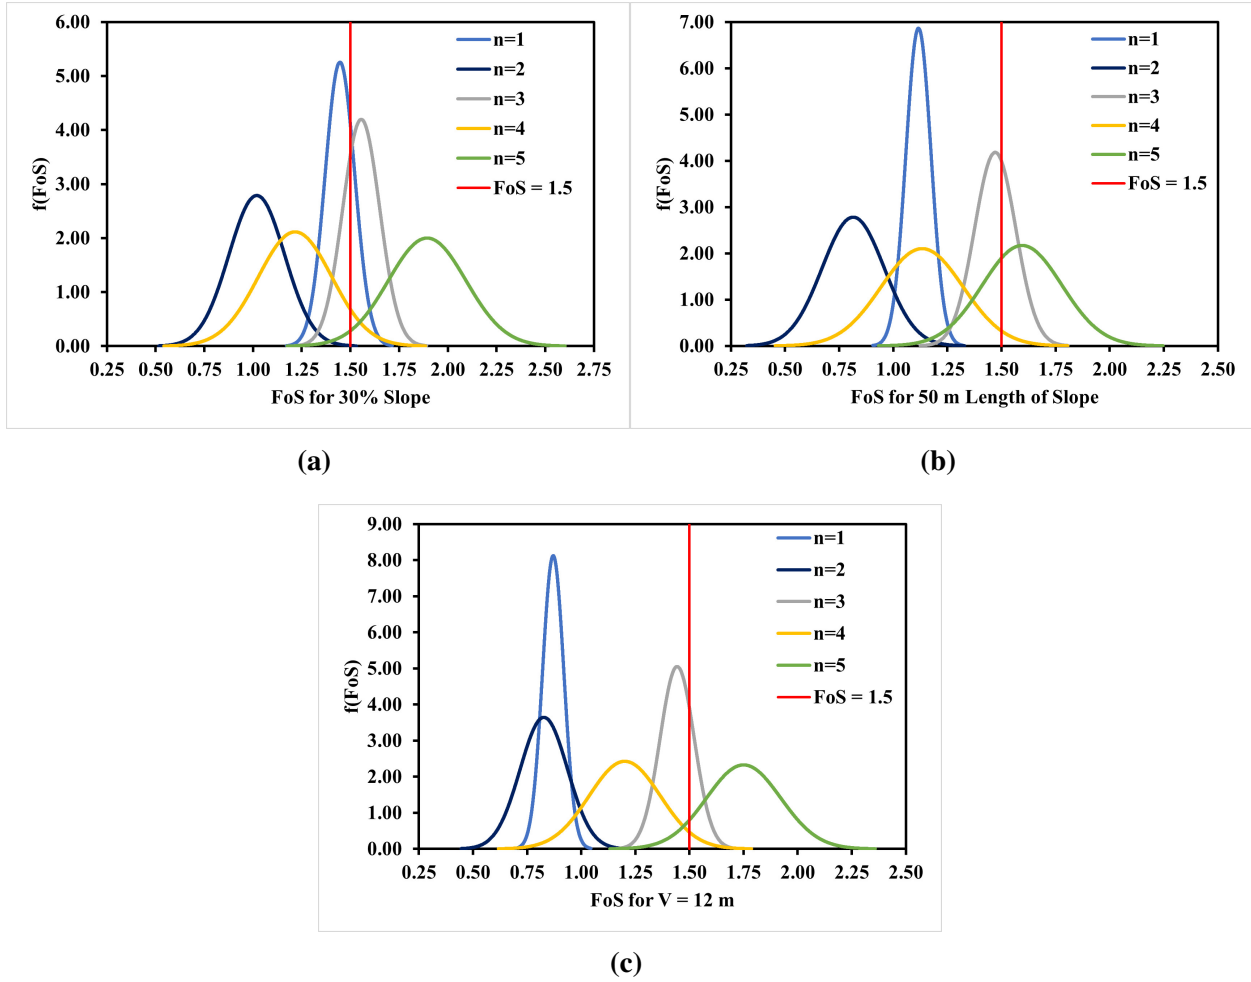 6.00
5.00
4.00
3.00
2.00
1.00
0.00
f(FoS)
0.25 0.50 0.75 1.00 1.25 1.50 1.75 2.00 2.25 2.50 2.75
FoS for 30% Slope
n=1
n=2
n=3
n=4
n=5
FoS = 1.5
(a)
7.00
6.00
5.00
4.00
3.00
2.00
1.00
0.00
f(FoS)
0.25 0.50 0.75 1.00 1.25 1.50 1.75 2.00 2.25 2.50
FoS for 50 m Length of Slope
n=1
n=2
n=3
n=4
n=5
FoS = 1.5
(b)
9.00
8.00
7.00
6.00
5.00
4.00
3.00
2.00
1.00
0.00
f(FoS)
0.25 0.50 0.75 1.00 1.25 1.50 1.75 2.00 2.25 2.50
FoS for V = 12 m
n=1
n=2
n=3
n=4
n=5
FoS = 1.5
(c)